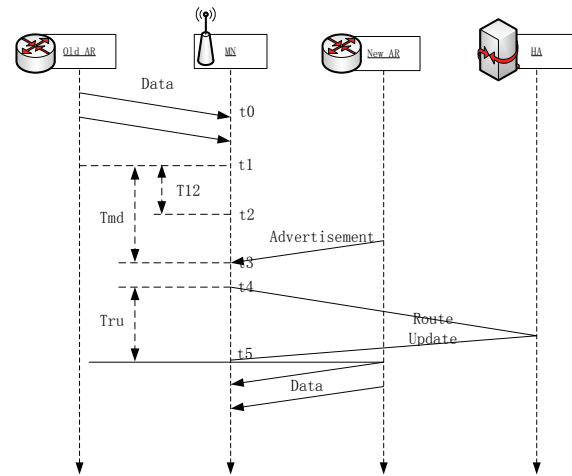 Old AR
MN
New AR
HA
Data
t0
t1
T12
Tmd
t2
Advertisement
t3
t4
Tru
Route
Update
t5
Data